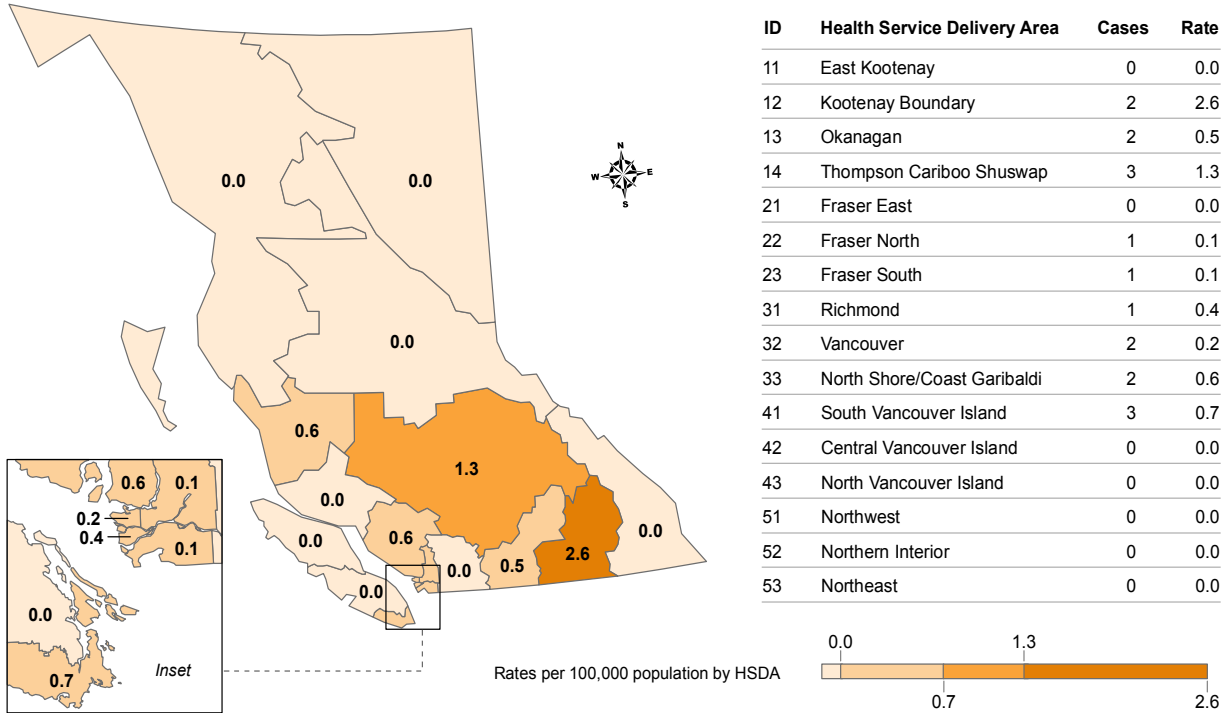 0.0
0.0
N
W E
S
0.0
0.6
1.3
0.0
0.0
0.6
0.0
0.5
2.6
0.0
0.0
0.6
0.1
0.2
0.4
0.1
0.0
0.7
Inset
ID Health Service Delivery Area Cases Rate
11 East Kootenay 0 0.0
12 Kootenay Boundary 2 2.6
13 Okanagan 2 0.5
14 Thompson Cariboo Shuswap 3 1.3
21 Fraser East 0 0.0
22 Fraser North 1 0.1
23 Fraser South 1 0.1
31 Richmond 1 0.4
32 Vancouver 2 0.2
33 North Shore/Coast Garibaldi 2 0.6
41 South Vancouver Island 3 0.7
42 Central Vancouver Island 0 0.0
43 North Vancouver Island 0 0.0
51 Northwest 0 0.0
52 Northern Interior 0 0.0
53 Northeast 0 0.0
Rates per 100,000 population by HSDA
0.0 1.3
0.7 2.6